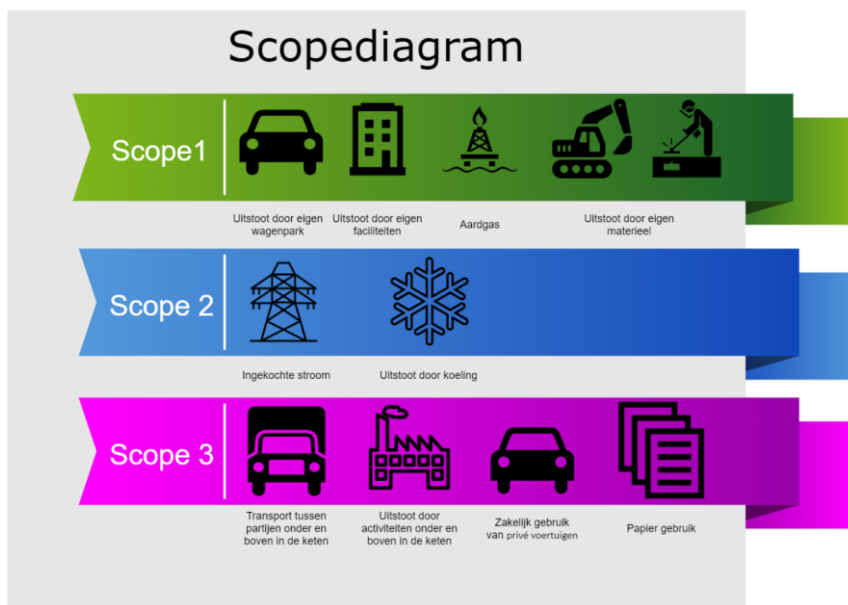 Scopediagram
Scope1
Uitstoot door eigen
wagenpark
Uitstoot door eigen
faciliteiten
Aardgas
Uitstoot door eigen
materieel
Scope 2
Ingekochte stroom
Uitstoot door koeling
Scope 3
Transport tussen
partijen onder en
boven in de keten
Uitstoot door
activiteiten onder en
boven in de keten
Zakelijk gebruik
van privé voertuigen
Papier gebruik